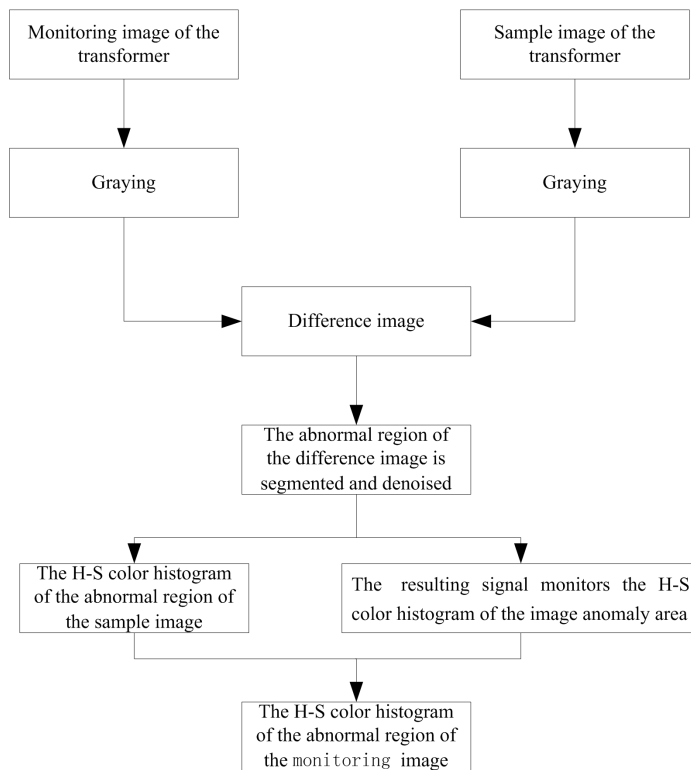 Monitoring image of the
transformer
Sample image of the
transformer
Graying
Graying
Difference image
The abnormal region of
the difference image is
segmented and denoised
The H-S color histogram
of the abnormal region of
the sample image
The resulting signal monitors the H-S
color histogram of the image anomaly area
The H-S color histogram
of the abnormal region of
the monitoring image